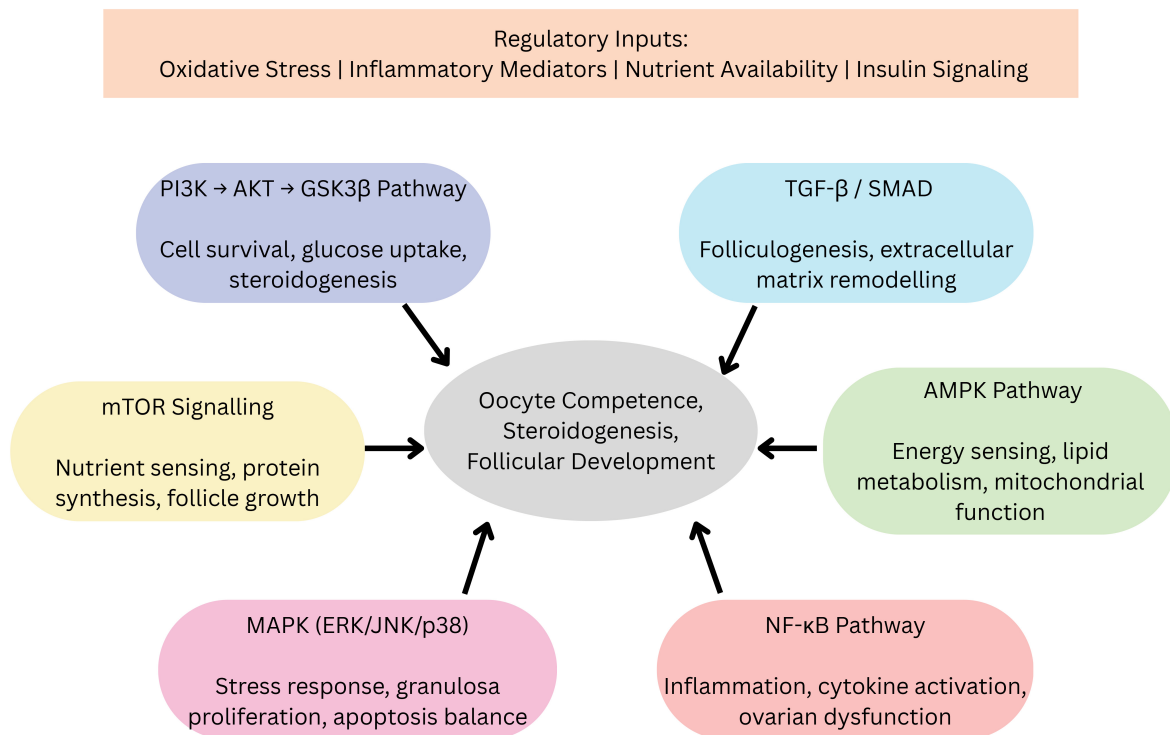 Regulatory Inputs:
Oxidative Stress | Inflammatory Mediators | Nutrient Availability | Insulin Signaling
PI3K → AKT → GSK3β Pathway
Cell survival, glucose uptake,
steroidogenesis
TGF-β / SMAD
Folliculogenesis, extracellular
matrix remodelling
mTOR Signalling
Nutrient sensing, protein
synthesis, follicle growth
Oocyte Competence,
Steroidogenesis,
Follicular Development
AMPK Pathway
Energy sensing, lipid
metabolism, mitochondrial
function
MAPK (ERK/JNK/p38)
Stress response, granulosa
proliferation, apoptosis balance
NF-κB Pathway
Inflammation, cytokine activation,
ovarian dysfunction